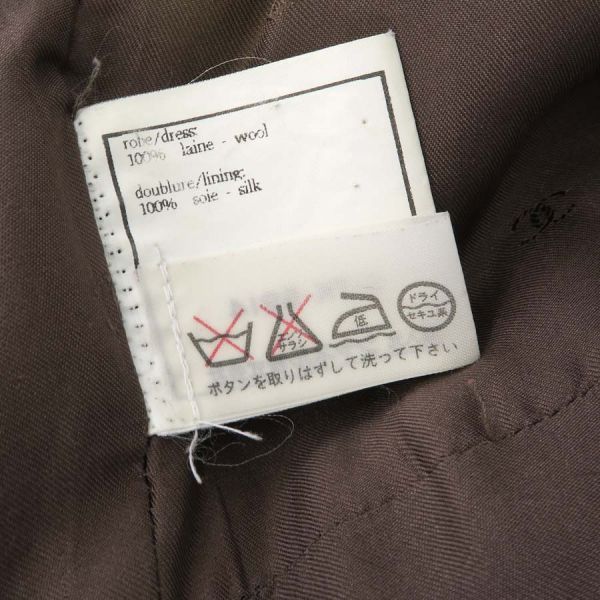 robe/dress:
100% laine - wool
doublure/lining:
100% soie - silk
エンソ
サラシ
低
ドライ
セキユ系
ボタンを取りはずして洗って下さい